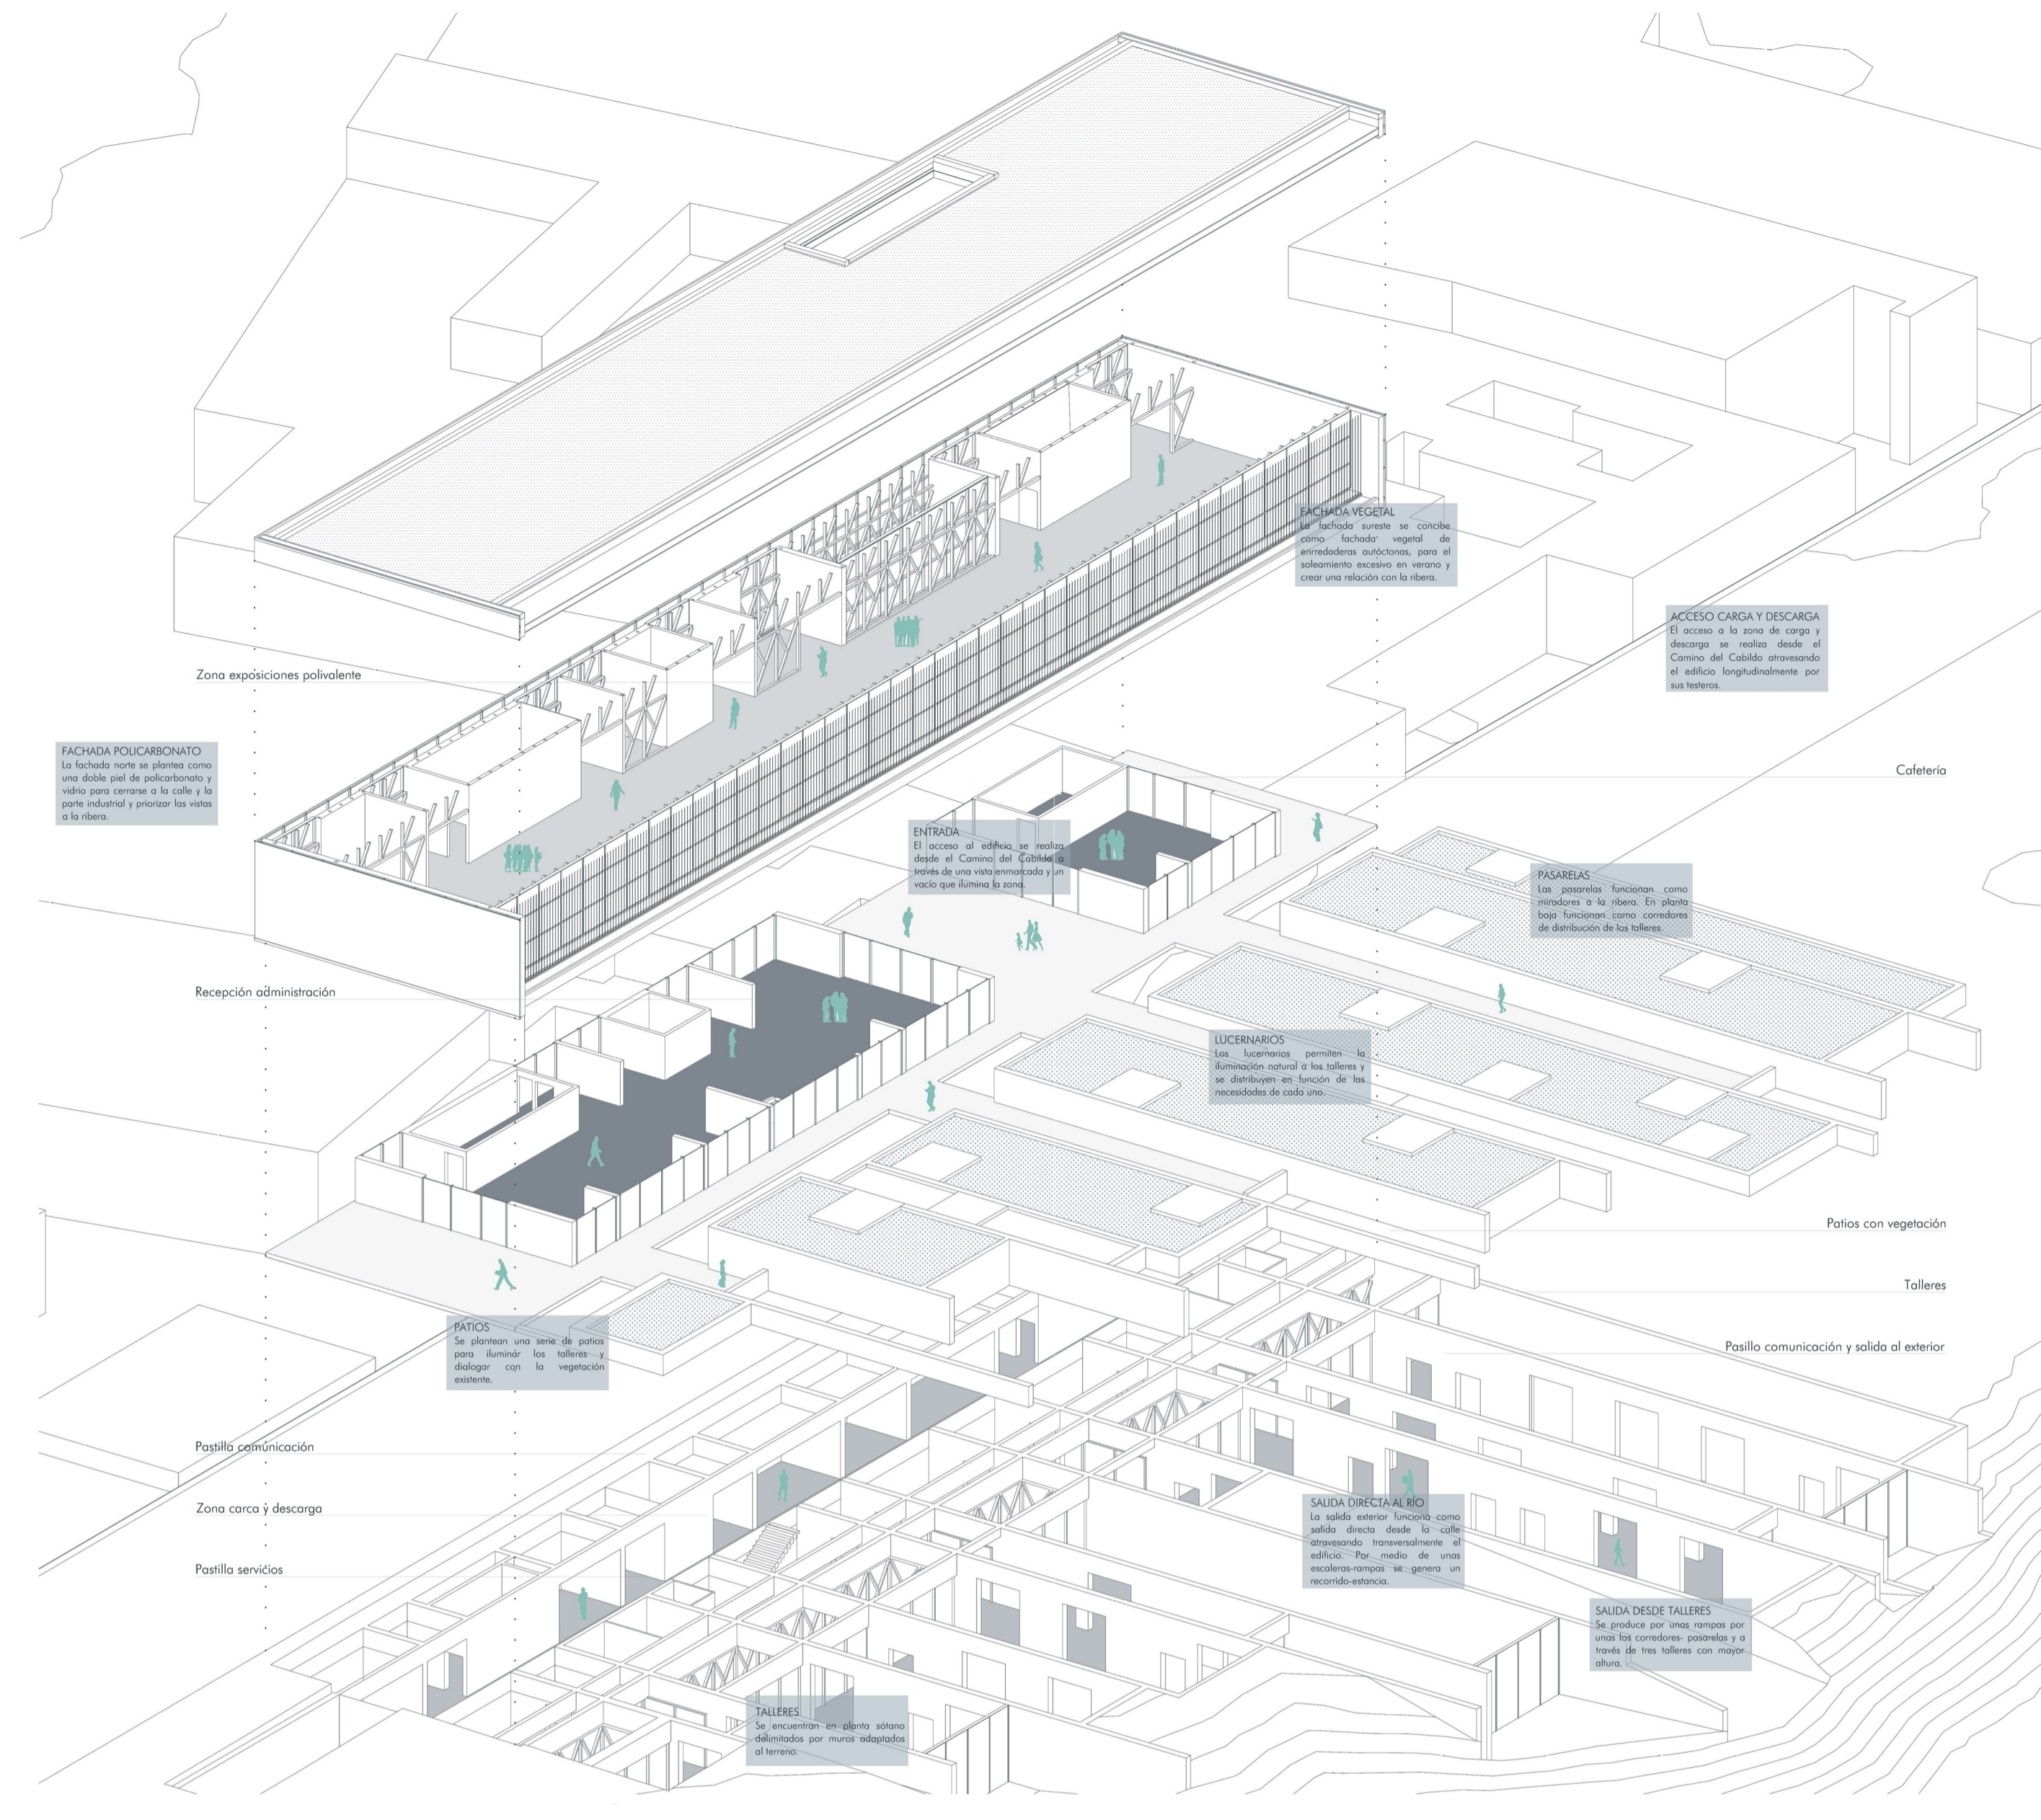 FACHADA VEGETAL
La fachada sureste se concibe
como fachada vegetal de
enrredaderas autóctonas, para el
soleamiento excesivo en verano y
crear una relación con la ribera.
ACCESO CARGA Y DESCARGA
El acceso a la zona de carga y
descarga se realiza desde el
Camino del Cabildo atravesando
el edificio longitudinalmente por
sus testeros.
Zona exposiciones polivalente
FACHADA POLICARBONATO
La fachada norte se plantea como
una doble piel de policarbonato y
vidrio para cerrarse a la calle y la
parte industrial y priorizar las vistas
a la ribera.
Cafetería
ENTRADA
El acceso al edificio se realiza
desde el Camino del Cabildo a
través de una vista enmarcada y un
vacío que ilumina la zona.
PASARELAS
Las pasarelas funcionan como
miradores a la ribera. En planta
baja funcionan como corredores
de distribución de los talleres.
Recepción administración
LUCERNARIOS
Los lucernarios permiten la
iluminación natural a los talleres y
se distribuyen en función de las
necesidades de cada uno.
Patios con vegetación
Talleres
PATIOS
Se plantean una serie de patios
para iluminar los talleres y
dialogar con la vegetación
existente.
Pasillo comunicación y salida al exterior
Pastilla comunicación
Zona carca y descarga
Pastilla servicios
SALIDA DIRECTA AL RÍO
La salida exterior funciona como
salida directa desde la calle
atravesando transversalmente el
edificio. Por medio de unas
escaleras-rampas se genera un
recorrido-estancia.
SALIDA DESDE TALLERES
Se produce por unas rampas por
unas los corredores- pasarelas y a
través de tres talleres con mayor
altura.
TALLERES
Se encuentran en planta sótano
delimitados por muros adaptados
al terreno.